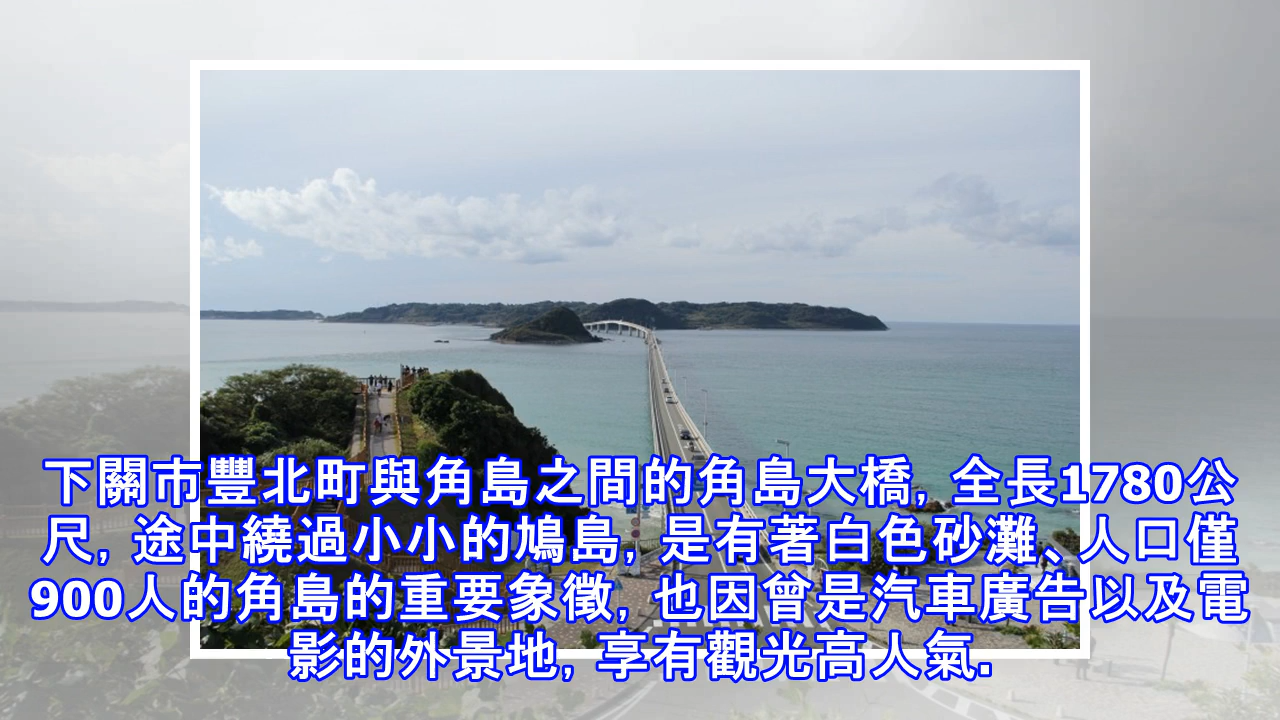 下關市豐北町與角島之間的角島大橋, 全長1780公
尺, 途中繞過小小的鳩島, 是有著白色砂灘、人口僅
900人的角島的重要象徵, 也因曾是汽車廣告以及電
影的外景地, 享有觀光高人氣.